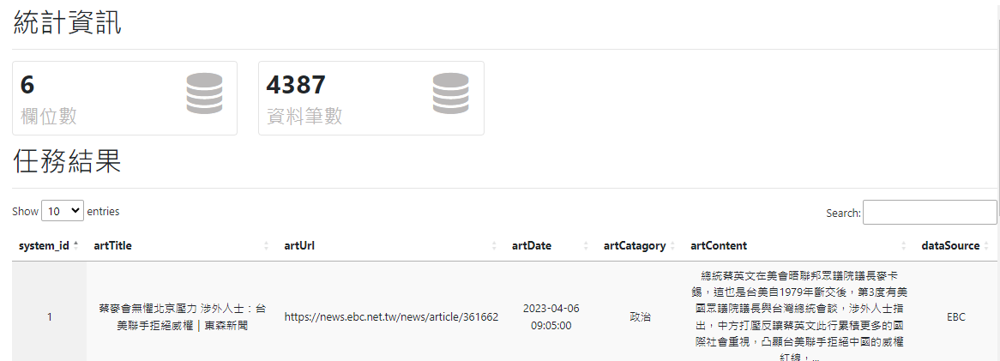 統計資訊
6
欄位數
4387
資料筆數
任務結果
Show 10 entries
Search:
system_id artTitle artUrl artDate artCatagory artContent dataSource
1
蔡麥會無懼北京壓力 涉外人士：台
美聯手拒絕威權 | 東森新聞
https://news.ebc.net.tw/news/article/361662
2023-04-06
09:05:00
政治
總統蔡英文在美會晤聯邦眾議院議長麥卡
錫，這也是台美自1979年斷交後，第3度有美
國眾議院議長與台灣總統會談，涉外人士指
出，中方打壓反讓蔡英文此行累積更多的國
際社會重視，凸顯台美聯手拒絕中國的威權
紅線，...
EBC